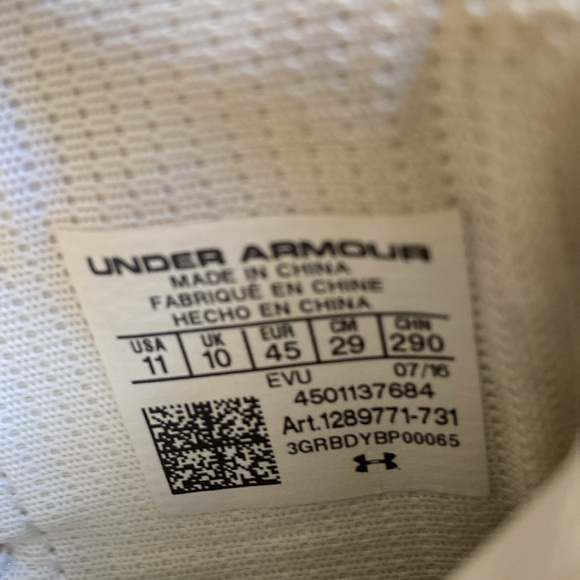 UNDER ARMOUR
MADE IN CHINA
FABRIQUÉ EN CHINE
HECHO EN CHINA
USA UK EUR CM CHN
11 10 45 29 290
EVU 07/16
4501137684
Art.1289771-731
3GRBDYBP00065